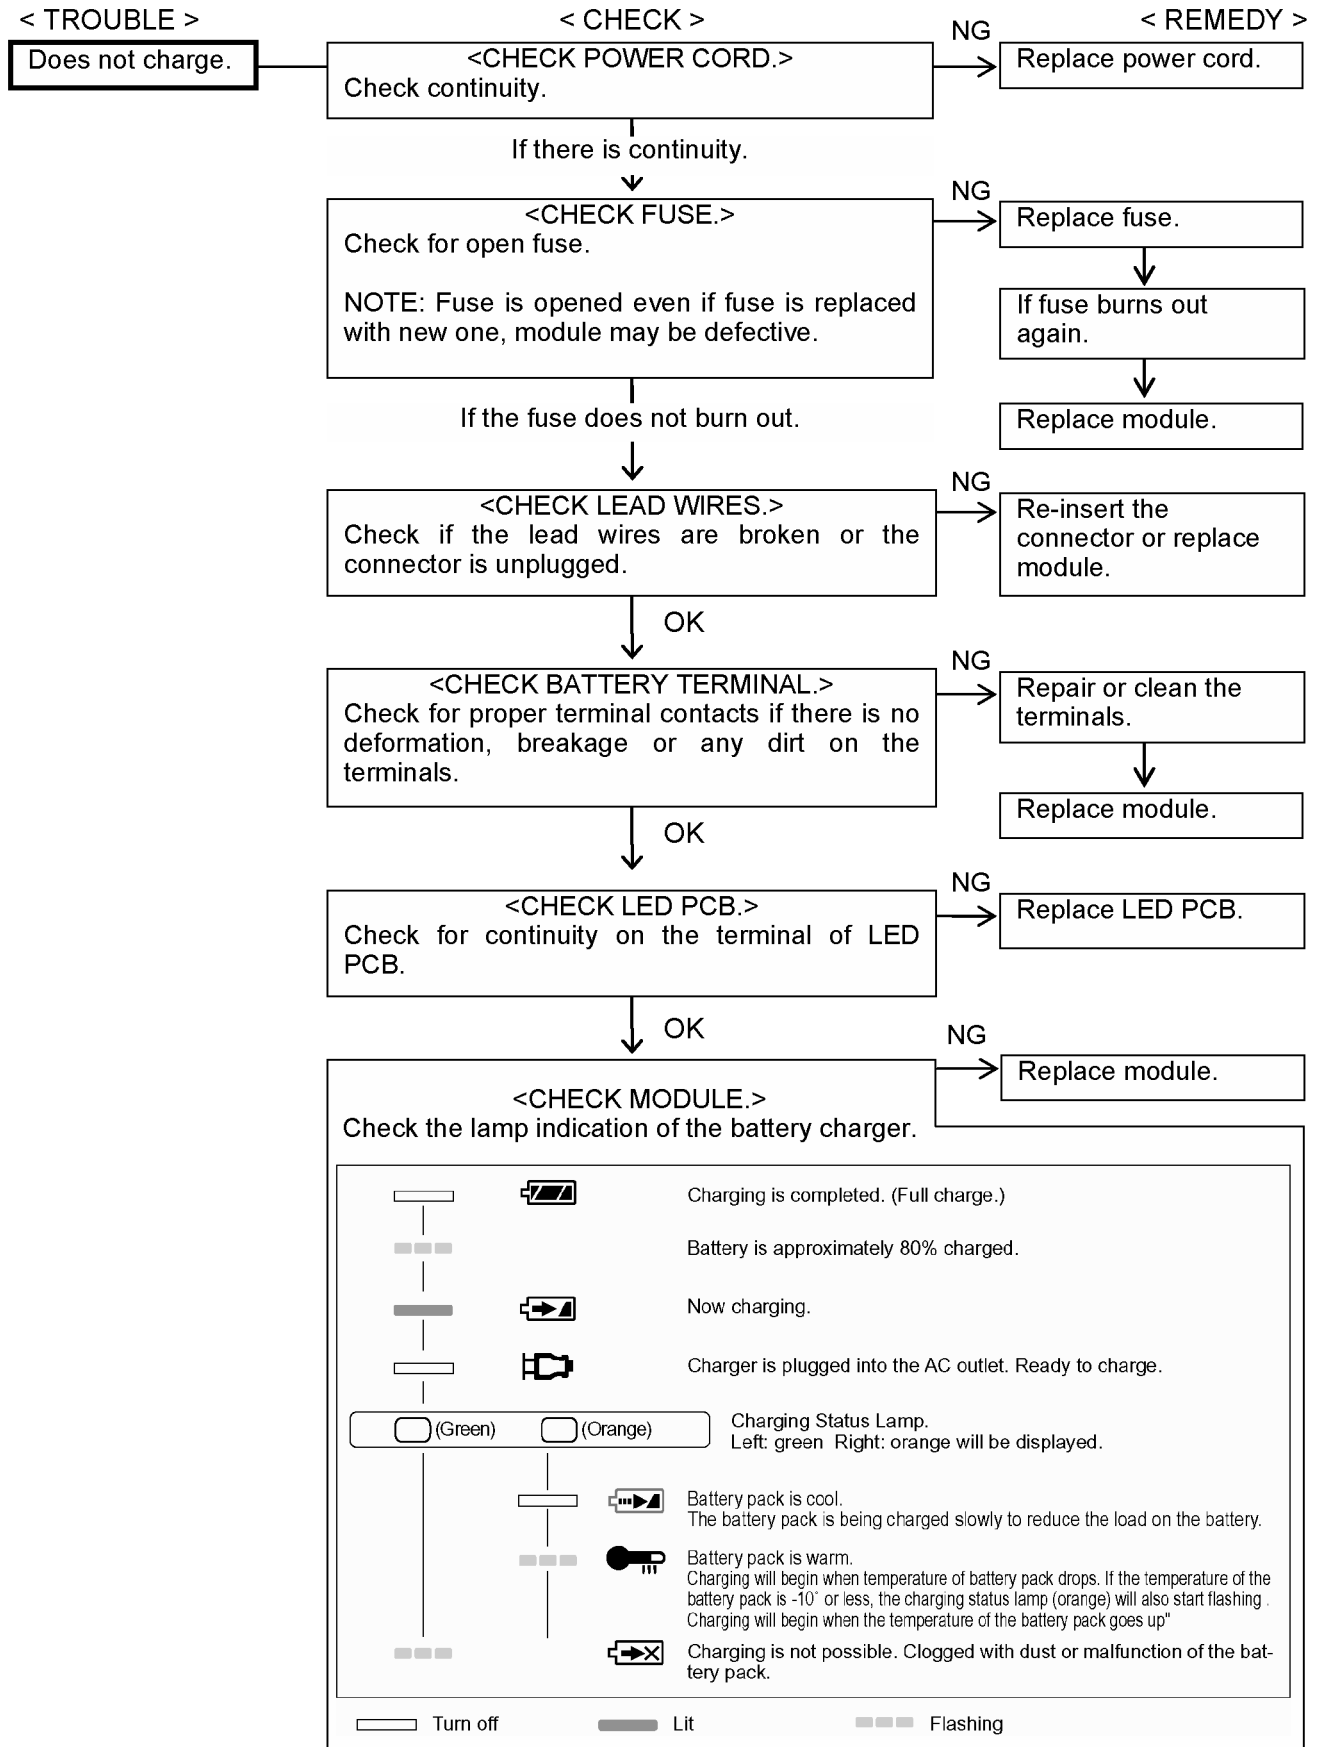 < TROUBLE >
< CHECK >
< REMEDY >
Does not charge.
<CHECK POWER CORD.>
Check continuity.
NG
Replace power cord.
If there is continuity.
<CHECK FUSE.>
Check for open fuse.
NOTE: Fuse is opened even if fuse is replaced
with new one, module may be defective.
NG
Replace fuse.
If fuse burns out
again.
Replace module.
If the fuse does not burn out.
<CHECK LEAD WIRES.>
Check if the lead wires are broken or the
connector is unplugged.
NG
Re-insert the
connector or replace
module.
OK
<CHECK BATTERY TERMINAL.>
Check for proper terminal contacts if there is no
deformation, breakage or any dirt on the
terminals.
NG
Repair or clean the
terminals.
Replace module.
OK
<CHECK LED PCB.>
Check for continuity on the terminal of LED
PCB.
NG
Replace LED PCB.
OK
<CHECK MODULE.>
Check the lamp indication of the battery charger.
NG
Replace module.
Charging is completed. (Full charge.)
Battery is approximately 80% charged.
Now charging.
Charger is plugged into the AC outlet. Ready to charge.
(Green) (Orange)
Charging Status Lamp.
Left: green Right: orange will be displayed.
Battery pack is cool.
The battery pack is being charged slowly to reduce the load on the battery.
Battery pack is warm.
Charging will begin when temperature of battery pack drops. If the temperature of the
battery pack is -10˚ or less, the charging status lamp (orange) will also start flashing .
Charging will begin when the temperature of the battery pack goes up"
Charging is not possible. Clogged with dust or malfunction of the bat-
tery pack.
Turn off Lit Flashing